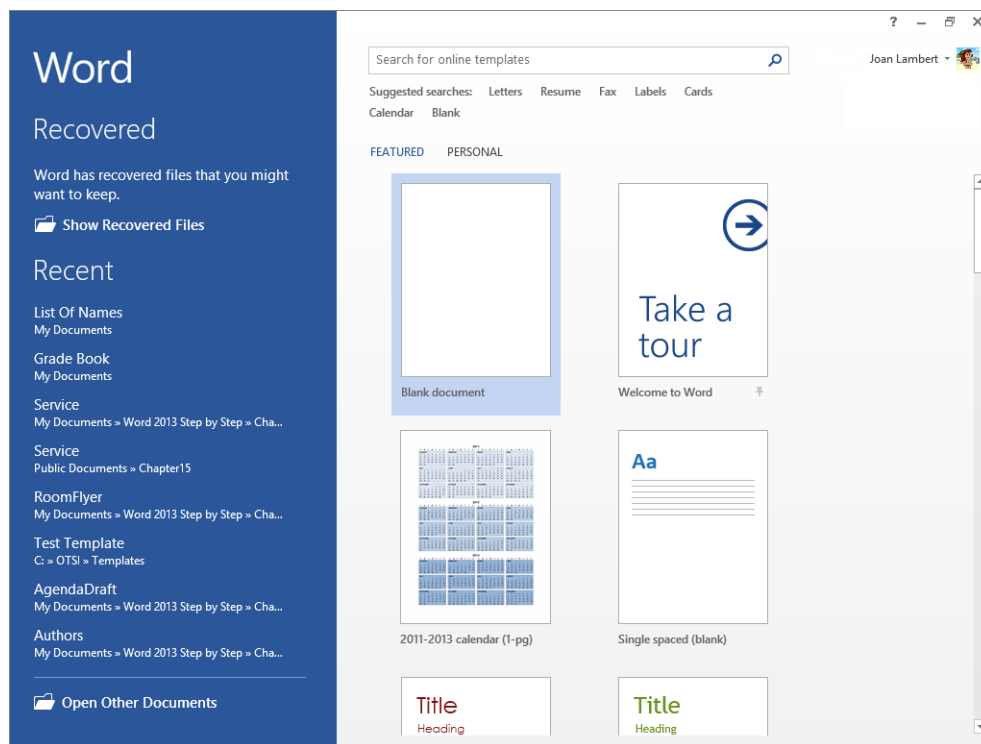 ?
Word
Search for online templates
Joan Lambert
Suggested searches: Letters Resume Fax Labels Cards
Calendar Blank
Recovered
FEATURED PERSONAL
Word has recovered files that you might
want to keep.
Show Recovered Files
Recent
List Of Names
My Documents
Grade Book
My Documents
Service
My Documents » Word 2013 Step by Step » Cha...
Service
Public Documents » Chapter15
RoomFlyer
My Documents » Word 2013 Step by Step » Cha...
Test Template
C: » OTSI » Templates
AgendaDraft
My Documents » Word 2013 Step by Step » Cha...
Authors
My Documents » Word 2013 Step by Step » Cha...
Open Other Documents
Take a
tour
Blank document
Welcome to Word
Aa
2011-2013 calendar (1-pg)
Single spaced (blank)
Title
Heading
Title
Heading